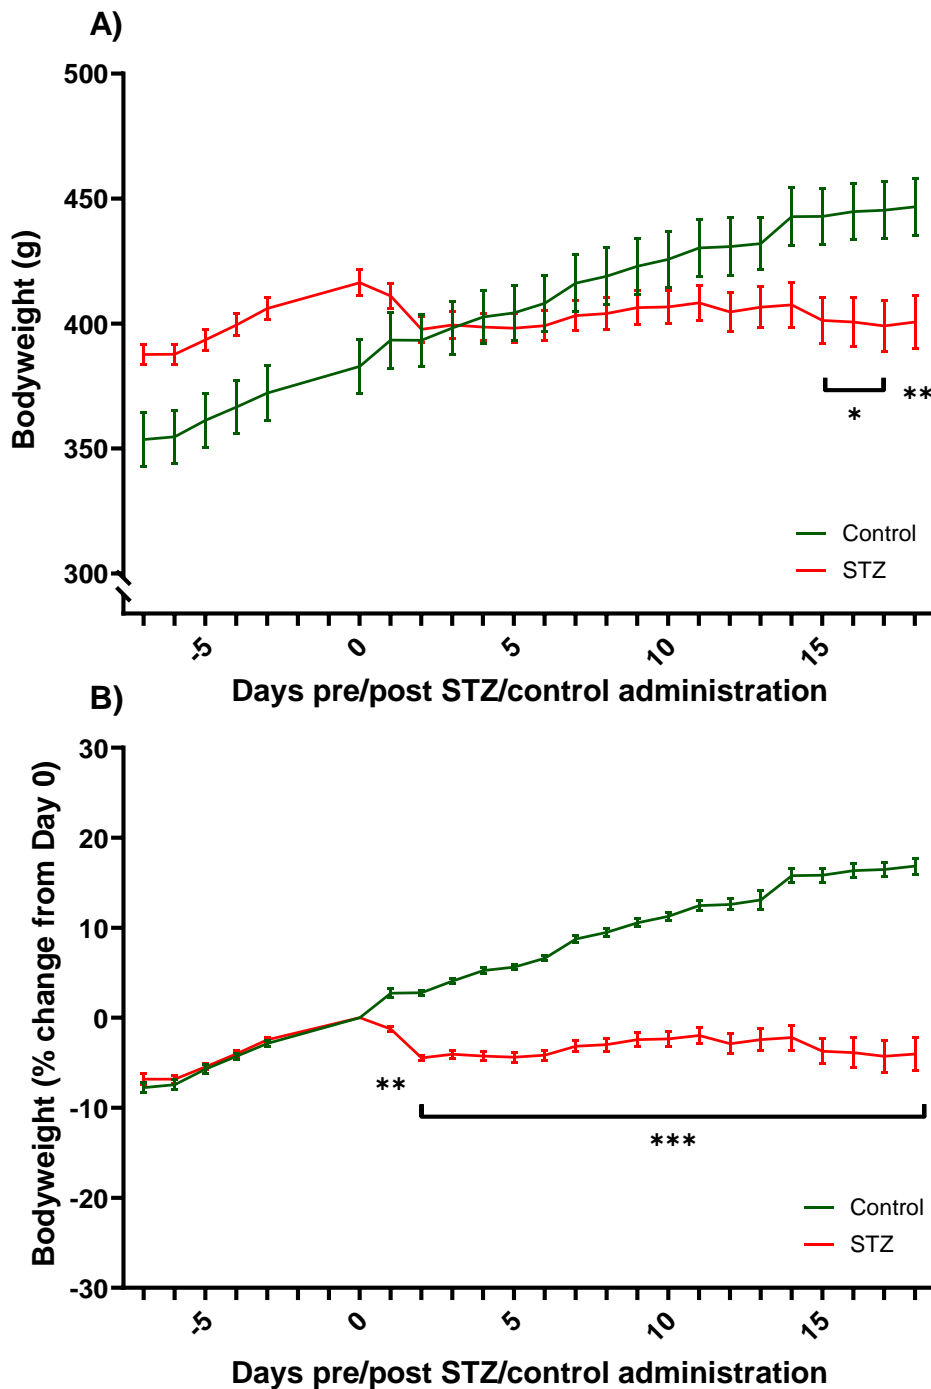 A)
Bodyweight (g)
500
450
400
350
300
*
**
Control
STZ
-5
0
5
10
15
Days pre/post STZ/control administration
B)
Bodyweight (% change from Day 0)
30
20
10
0
-10
-20
-30
**
***
Control
STZ
-5
0
5
10
15
Days pre/post STZ/control administration